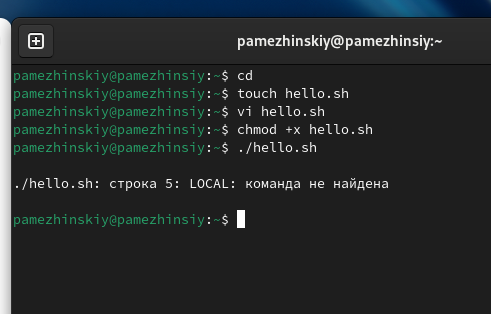 pamezhinskiy@pamezhinsiy:~
pamezhinskiy@pamezhinsiy:~$ cd
pamezhinskiy@pamezhinsiy:~$ touch hello.sh
pamezhinskiy@pamezhinsiy:~$ vi hello.sh
pamezhinskiy@pamezhinsiy:~$ chmod +x hello.sh
pamezhinskiy@pamezhinsiy:~$ ./hello.sh
./hello.sh: строка 5: LOCAL: команда не найдена
pamezhinskiy@pamezhinsiy:~$